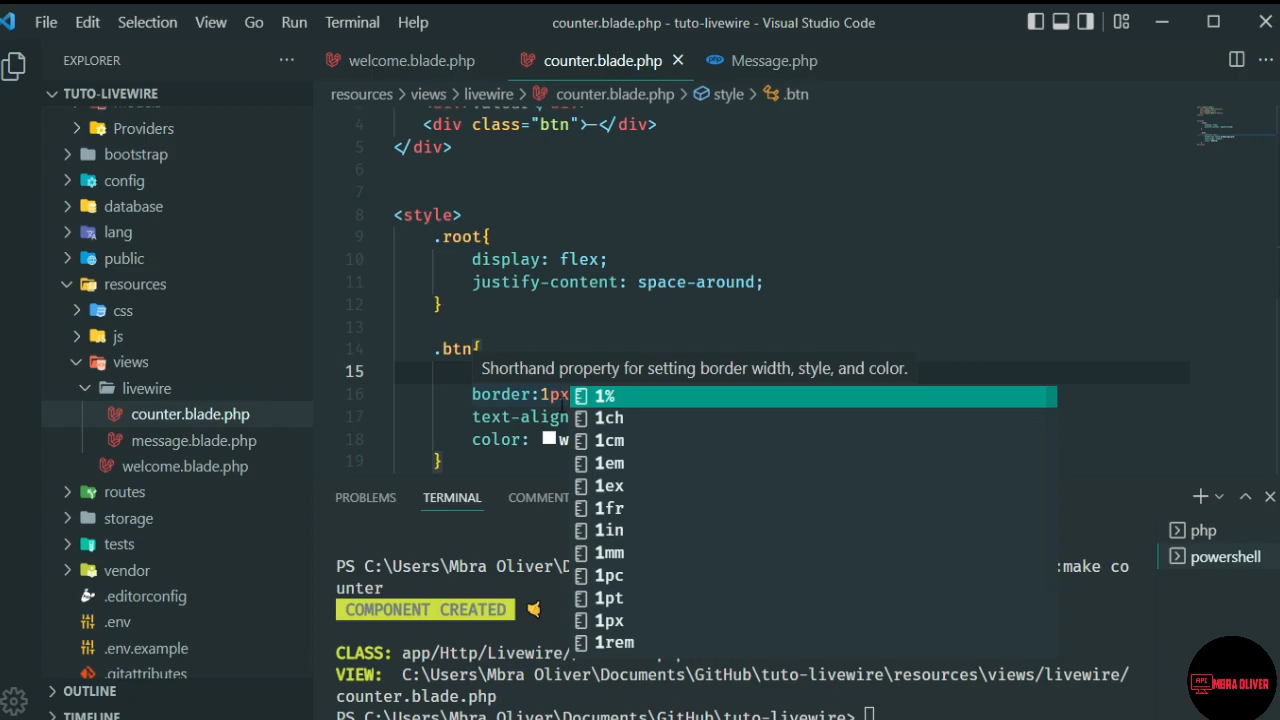 File Edit Selection View Go Run Terminal Help
counter.blade.php - tuto-livewire - Visual Studio Code
EXPLORER
welcome.blade.php
counter.blade.php
Message.php
TUTO-LIVEWIRE
resources > views > livewire > counter.blade.php > style > .btn
Providers
bootstrap
config
database
lang
public
resources
css
js
views
livewire
counter.blade.php
message.blade.php
welcome.blade.php
routes
storage
tests
vendor
.editorconfig
.env
.env.example
.gitattributes
OUTLINE
TIMELINE
4 <div class="btn">-</div>
5 </div>
6
7
8 <style>
9 .root{
10 display: flex;
11 justify-content: space-around;
12 }
13
14 .btn{
15
16 border:1px
17 text-align
18 color: w
19 }
Shorthand property for setting border width, style, and color.
1%
1ch
1cm
1em
1ex
1fr
1in
1mm
1pc
1pt
1px
1rem
PROBLEMS TERMINAL COMMENT
php
powershell
PS C:\Users\Mbra Oliver\D :make co
unter
COMPONENT CREATED
CLASS: app/Http/Livewire/
VIEW: C:\Users\Mbra Oliver\Documents\GitHub\tuto-livewire\resources\views/livewire/
counter.blade.php
PS C:\Users\Mbra Oliver\Documents\GitHub\tuto-livewire>
API
MBRA OLIVER